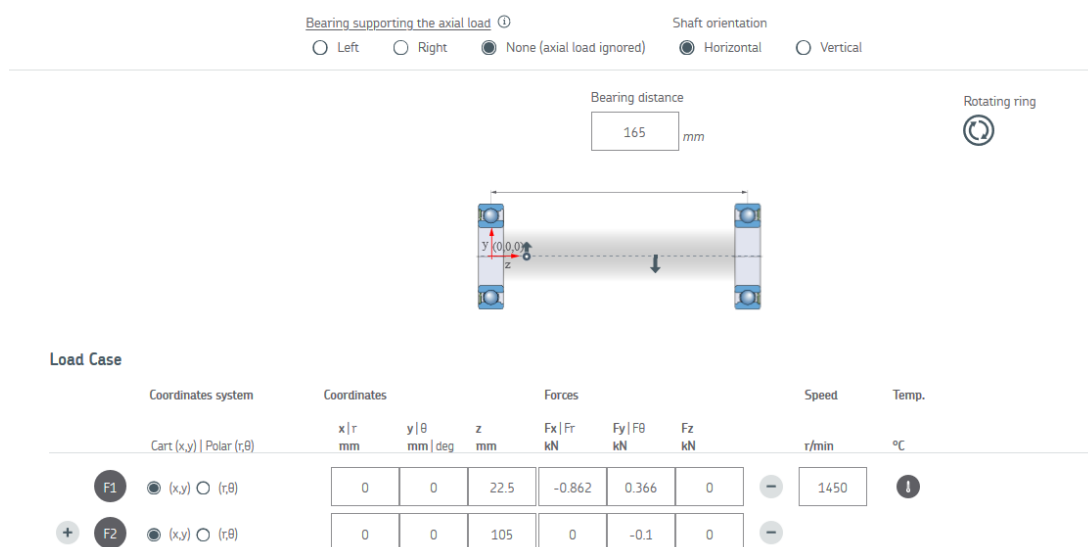 Bearing supporting the axial load Shaft orientation
Left Right None (axial load ignored) Horizontal Vertical
Bearing distance
Rotating ring
165 mm
y (0,0,0)
z
Load Case
Coordinates system Coordinates Forces Speed Temp.
x|r y|θ z Fx|Fr Fy|Fθ Fz
Cart (x,y) | Polar (r,θ) mm mm|deg mm kN kN kN r/min °C
F1 (x,y) (r,θ) 0 0 22.5 -0.862 0.366 0 − 1450
+ F2 (x,y) (r,θ) 0 0 105 0 -0.1 0 −